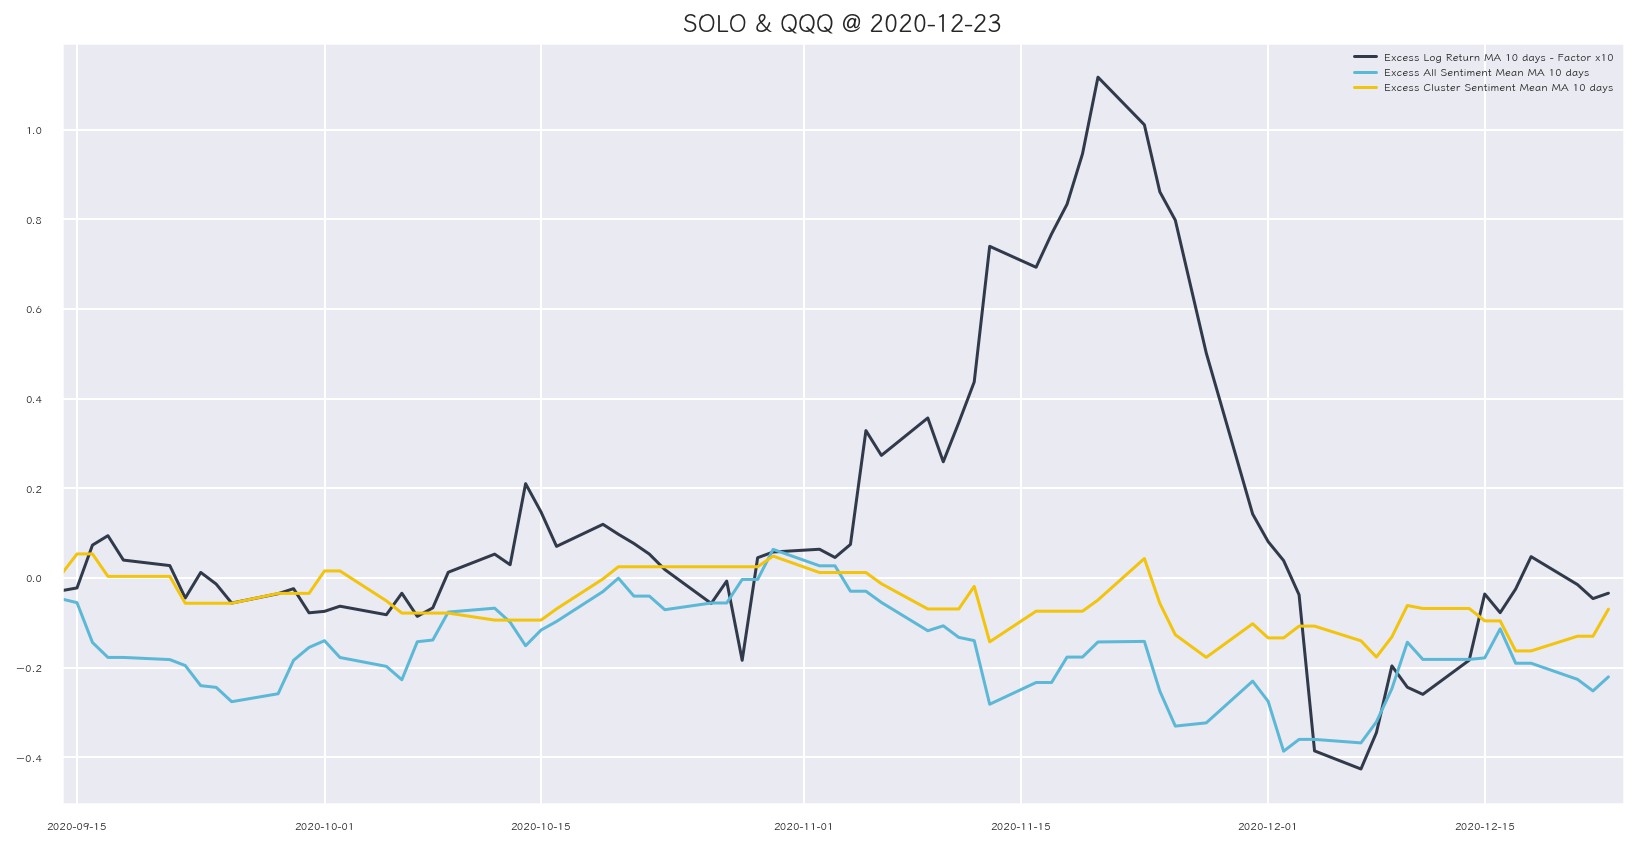 SOLO & QQQ @ 2020-12-23
Excess Log Return MA 10 days - Factor x10
Excess All Sentiment Mean MA 10 days
Excess Cluster Sentiment Mean MA 10 days
1.0
0.8
0.6
0.4
0.2
0.0
−0.2
−0.4
2020-09-15 2020-10-01 2020-10-15 2020-11-01 2020-11-15 2020-12-01 2020-12-15